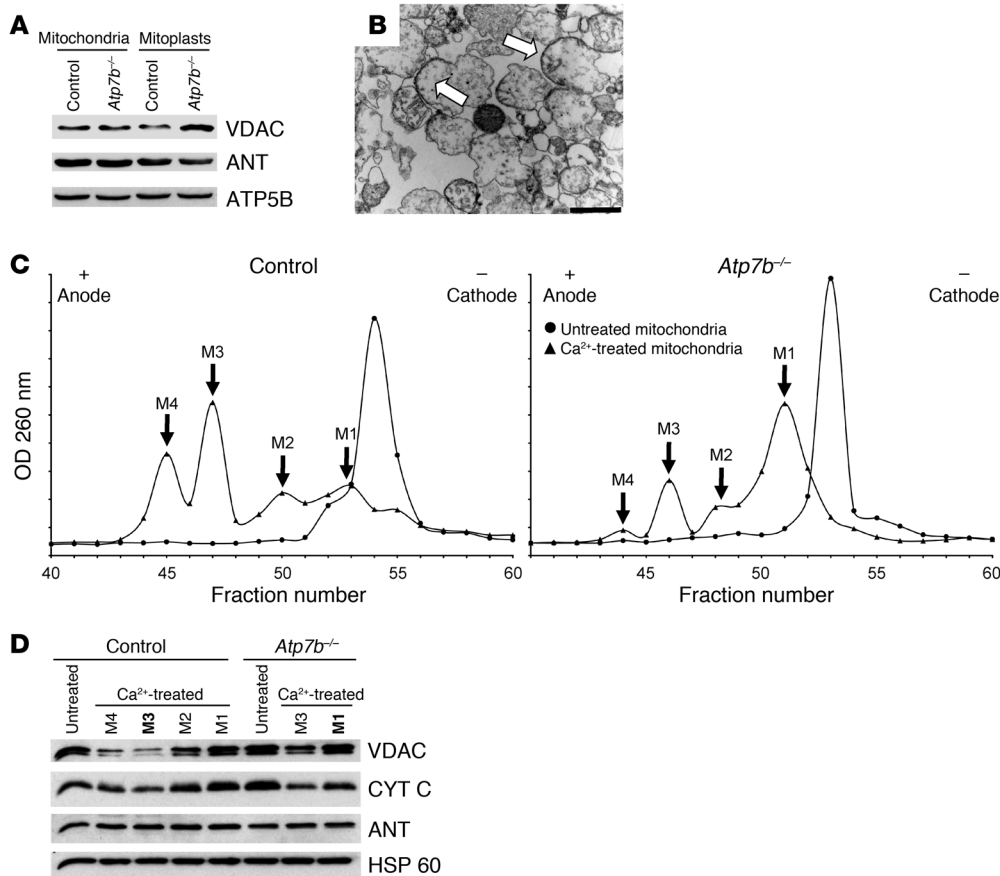 A
Mitochondria Mitoplasts
Control Atp7b–/– Control Atp7b–/–
VDAC
ANT
ATP5B
B
C
Control
+
Anode
–
Cathode
M4 M3 M2 M1
OD 260 nm
40 45 50 55 60
Fraction number
Atp7b–/–
+
Anode
–
Cathode
● Untreated mitochondria
▲ Ca²⁺-treated mitochondria
M4 M3 M2 M1
45 50 55 60
Fraction number
D
Control Atp7b–/–
Untreated Ca²⁺-treated Untreated Ca²⁺-treated
M4 M3 M2 M1 M3 M1
VDAC
CYT C
ANT
HSP 60